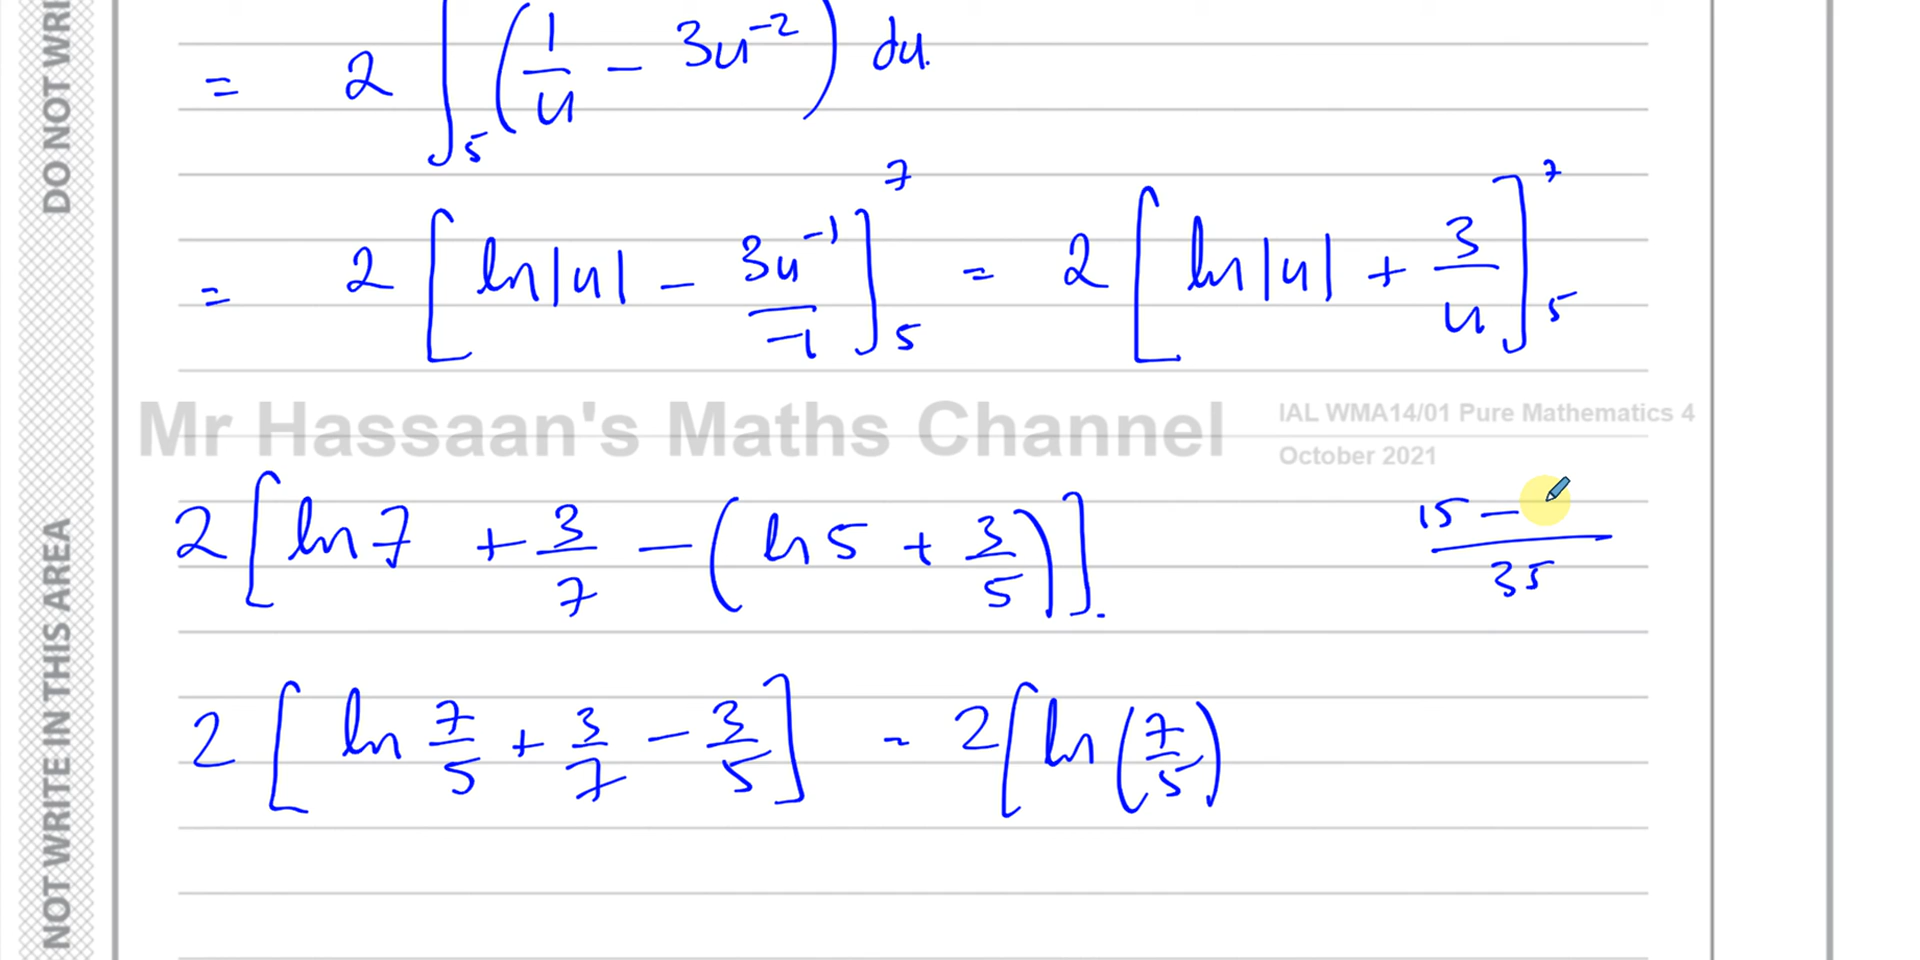 DO NOT WRI
NOT WRITE IN THIS AREA
= 2 ∫₅ (1/u − 3u⁻²) du.
= 2 [ln|u| − 3u⁻¹/−1]₅⁷ = 2 [ln|u| + 3/u]₅⁷
Mr Hassaan's Maths Channel
IAL WMA14/01 Pure Mathematics 4
October 2021
2 [ln 7 + 3/7 − (ln 5 + 3/5)].
15 −
35
2 [ln 7/5 + 3/7 − 3/5] = 2 [ln (7/5)